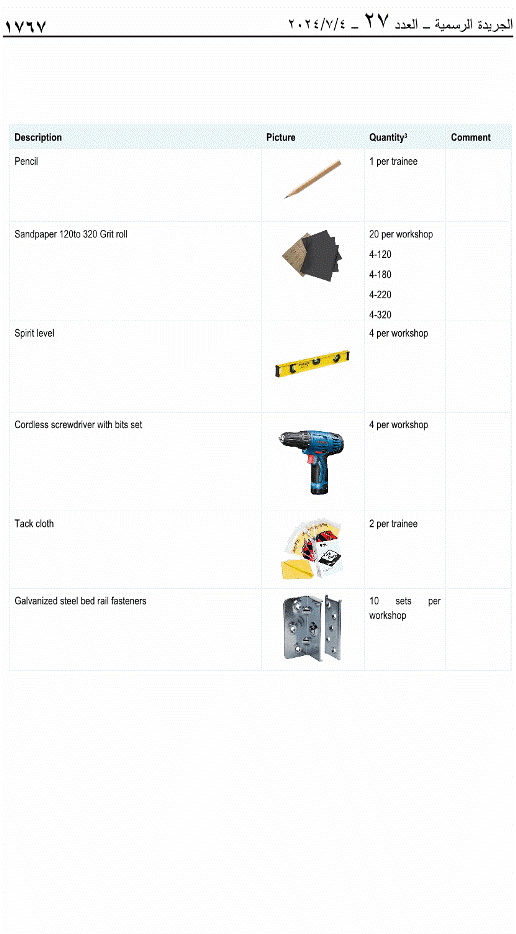 الجريدة الرسمية ــ العدد ٢٧ ــ ٢٠٢٤/٧/٤ ١٧٦٧
Description Picture Quantity³ Comment
Pencil 1 per trainee
Sandpaper 120to 320 Grit roll 20 per workshop
4-120
4-180
4-220
4-320
Spirit level 4 per workshop
Cordless screwdriver with bits set 4 per workshop
Tack cloth 2 per trainee
Galvanized steel bed rail fasteners 10 sets per
workshop